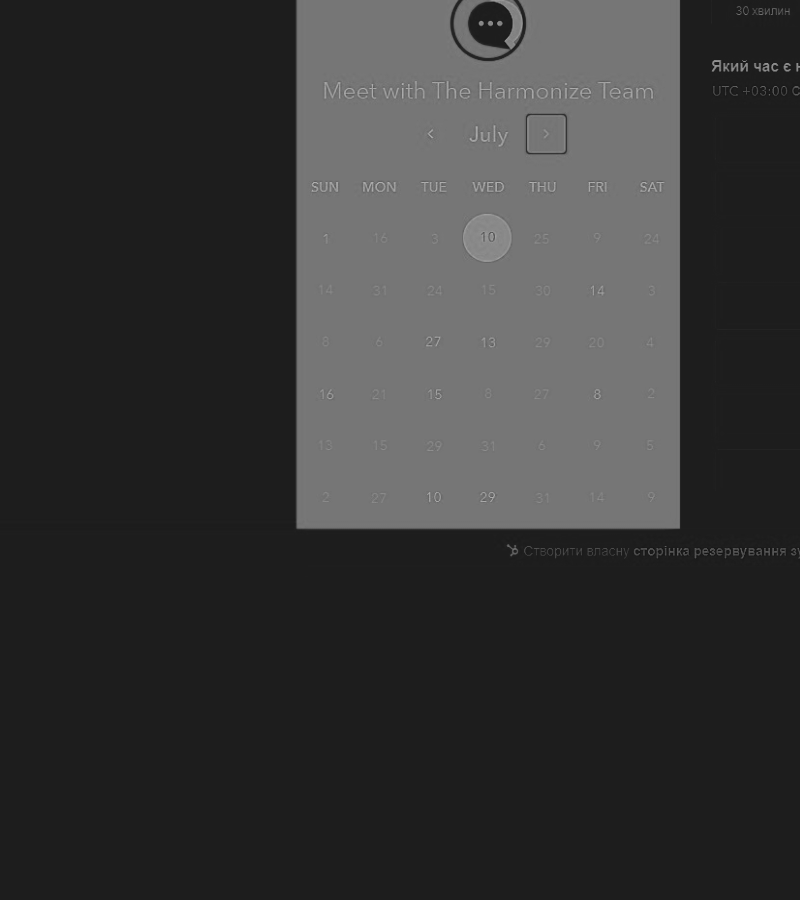 30 хвилин
Який час є
UTC +03:00
Meet with The Harmonize Team
July
SUN MON TUE WED THU FRI SAT
1 16 3 10 25 9 24
14 31 24 15 30 14 3
8 6 27 13 29 20 4
16 21 15 8 27 8 2
13 15 29 31 6 9 5
2 27 10 29 31 14 9
Створити власну сторінка резервування